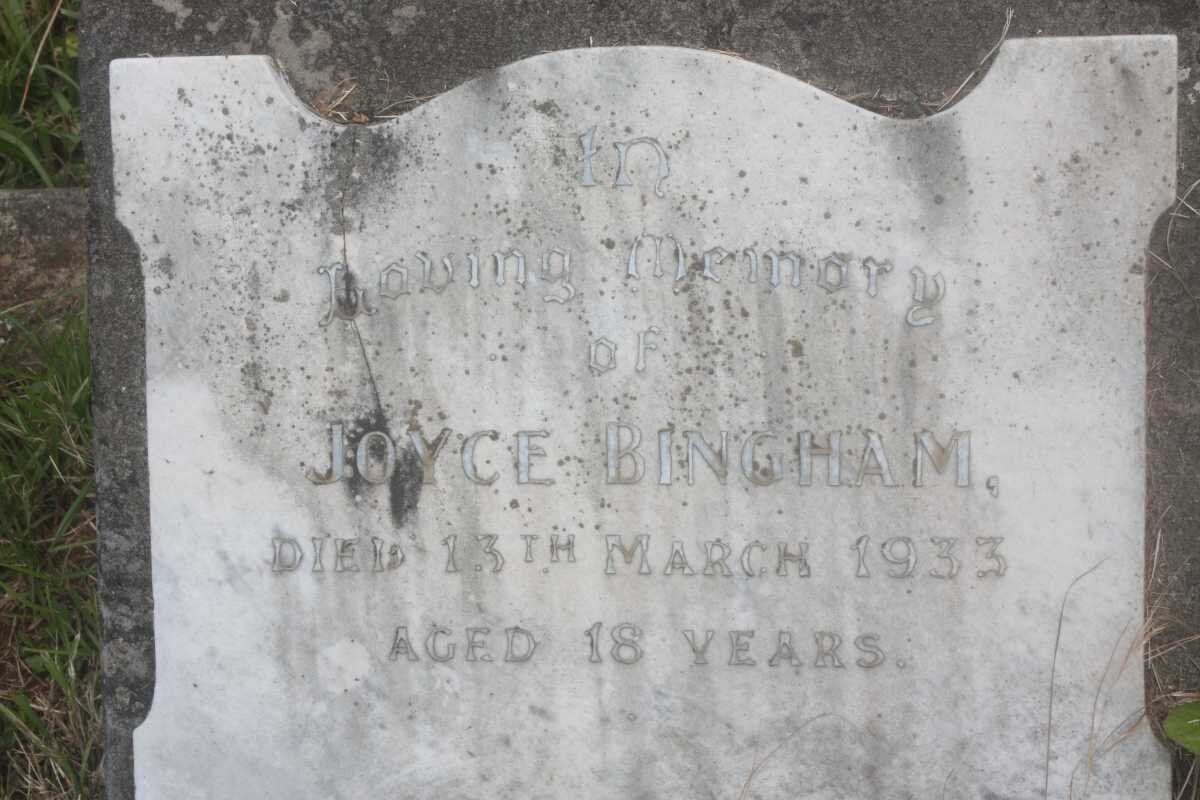 In
Loving Memory
of
JOYCE BINGHAM,
DIED 13TH MARCH 1933
AGED 18 YEARS.